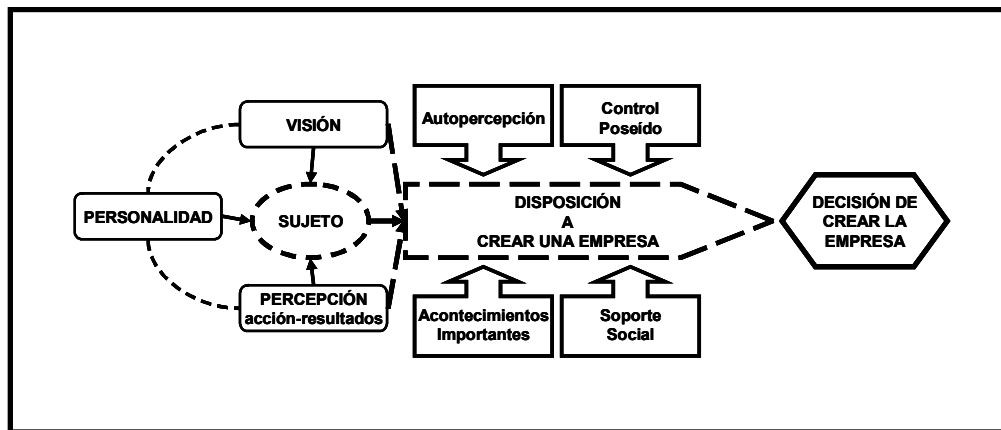 VISIÓN
PERSONALIDAD
SUJETO
PERCEPCIÓN
acción-resultados
Autopercepción
Control
Poseído
DISPOSICIÓN
A
CREAR UNA EMPRESA
Acontecimientos
Importantes
Soporte
Social
DECISIÓN DE
CREAR LA
EMPRESA